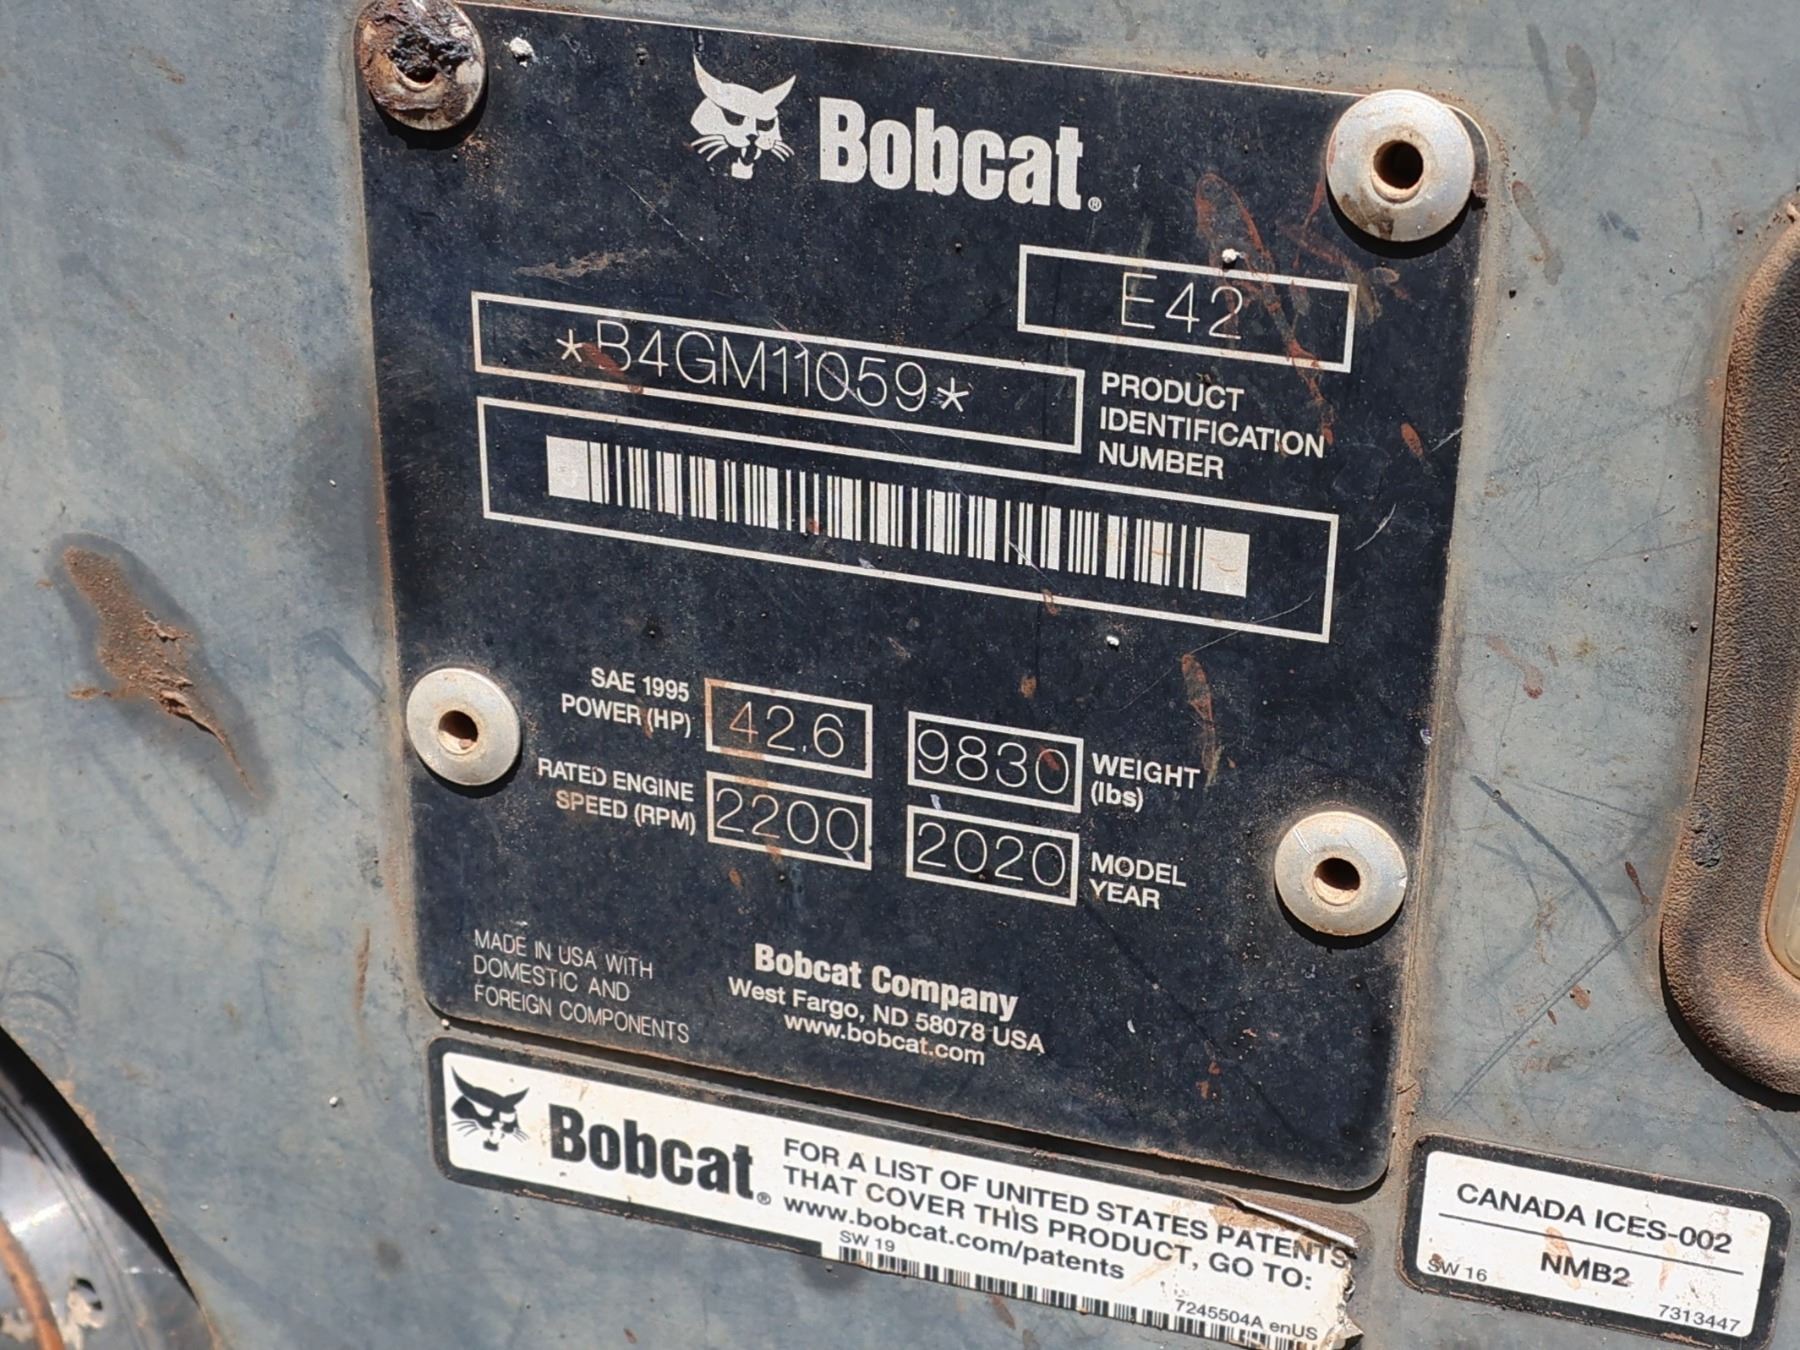 Bobcat®
E42
*B4GM11059*
PRODUCT
IDENTIFICATION
NUMBER
SAE 1995
POWER (HP)
42.6
9830
WEIGHT
(lbs)
RATED ENGINE
SPEED (RPM)
2200
2020
MODEL
YEAR
MADE IN USA WITH
DOMESTIC AND
FOREIGN COMPONENTS
Bobcat Company
West Fargo, ND 58078 USA
www.bobcat.com
Bobcat®
FOR A LIST OF UNITED STATES PATENTS
THAT COVER THIS PRODUCT, GO TO:
www.bobcat.com/patents
SW 19
7245504A enUS
CANADA ICES-002
NMB2
SW 16
7313447